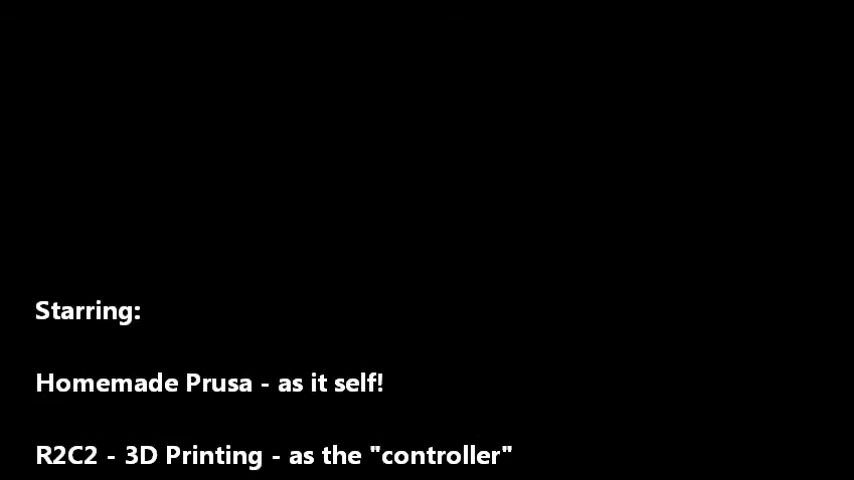 Starring:
Homemade Prusa - as it self!
R2C2 - 3D Printing - as the "controller"